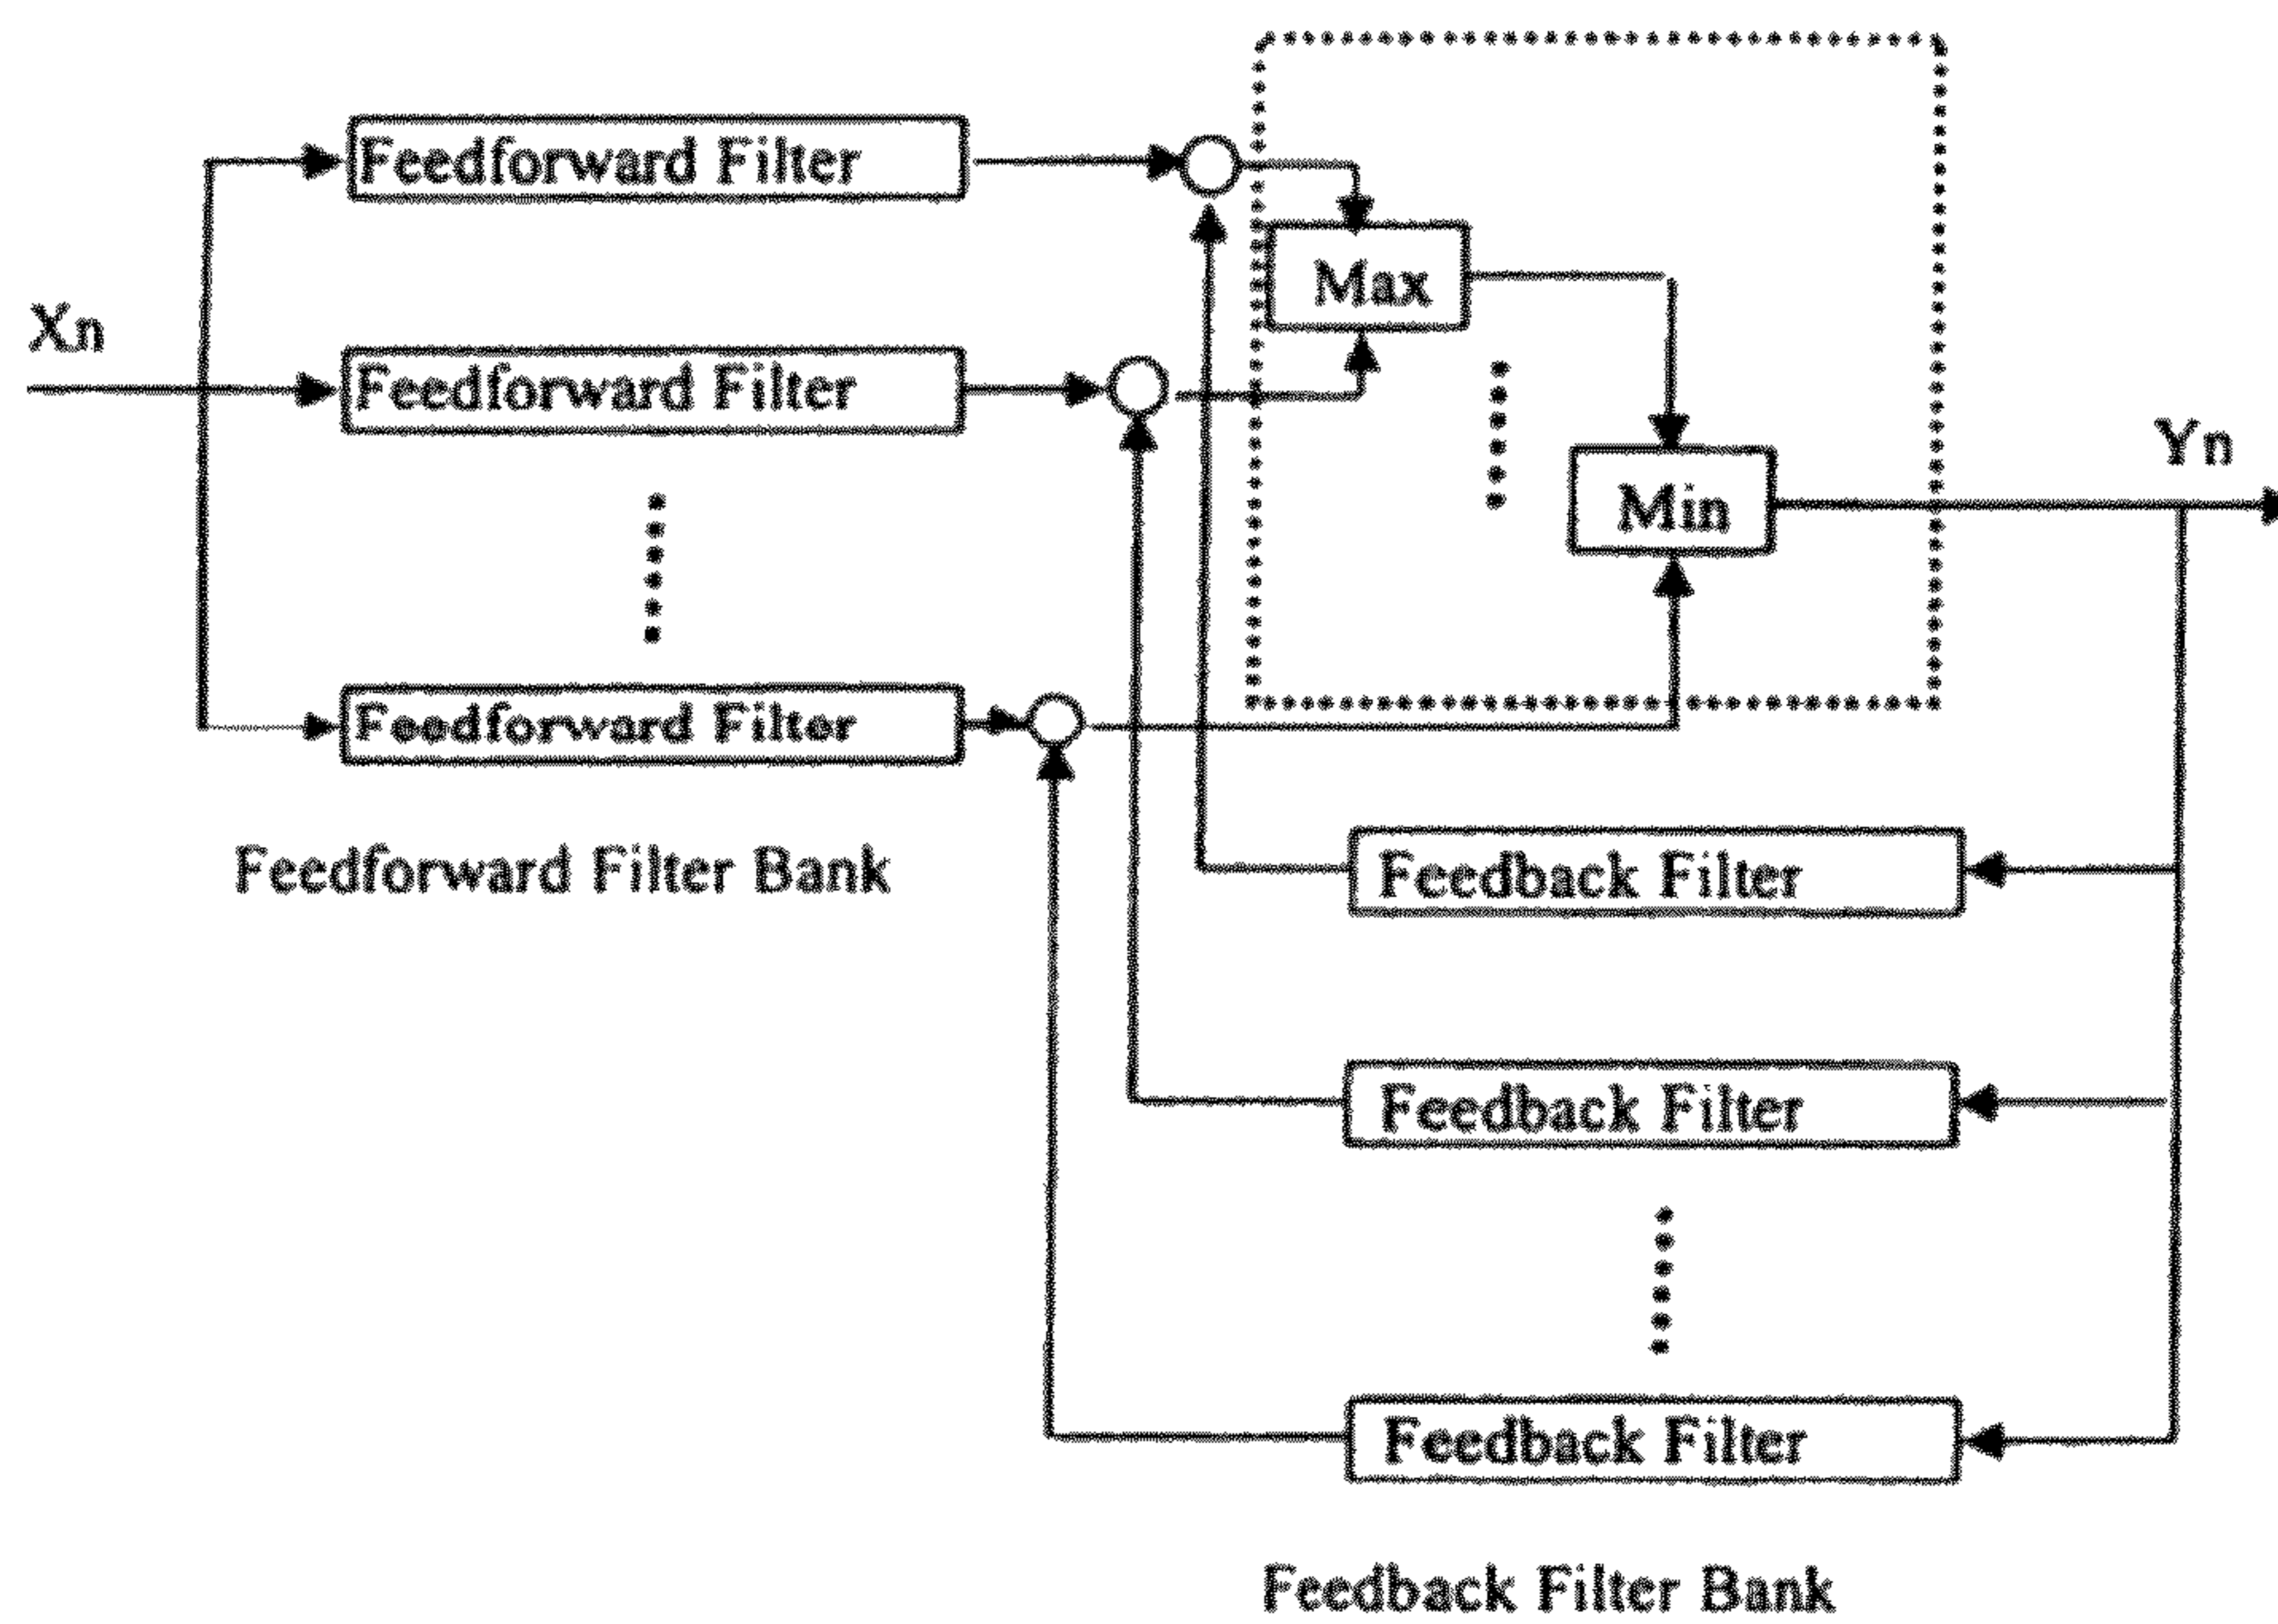 Feedforward Filter
Max
Xn
Feedforward Filter
Yn
Min
Feedforward Filter
Feedforward Filter Bank
Feedback Filter
Feedback Filter
Feedback Filter
Feedback Filter Bank